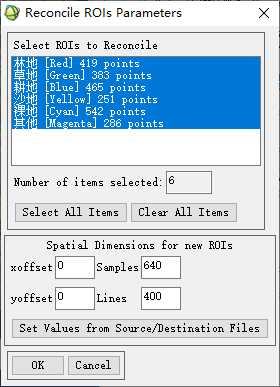 Reconcile ROIs Parameters
Select ROIs to Reconcile
林地 [Red] 419 points
草地 [Green] 383 points
耕地 [Blue] 465 points
沙地 [Yellow] 251 points
裸地 [Cyan] 542 points
其他 [Magenta] 286 points
Number of items selected: 6
Select All Items Clear All Items
Spatial Dimensions for new ROIs
xoffset 0 Samples 640
yoffset 0 Lines 400
Set Values from Source/Destination Files
OK Cancel